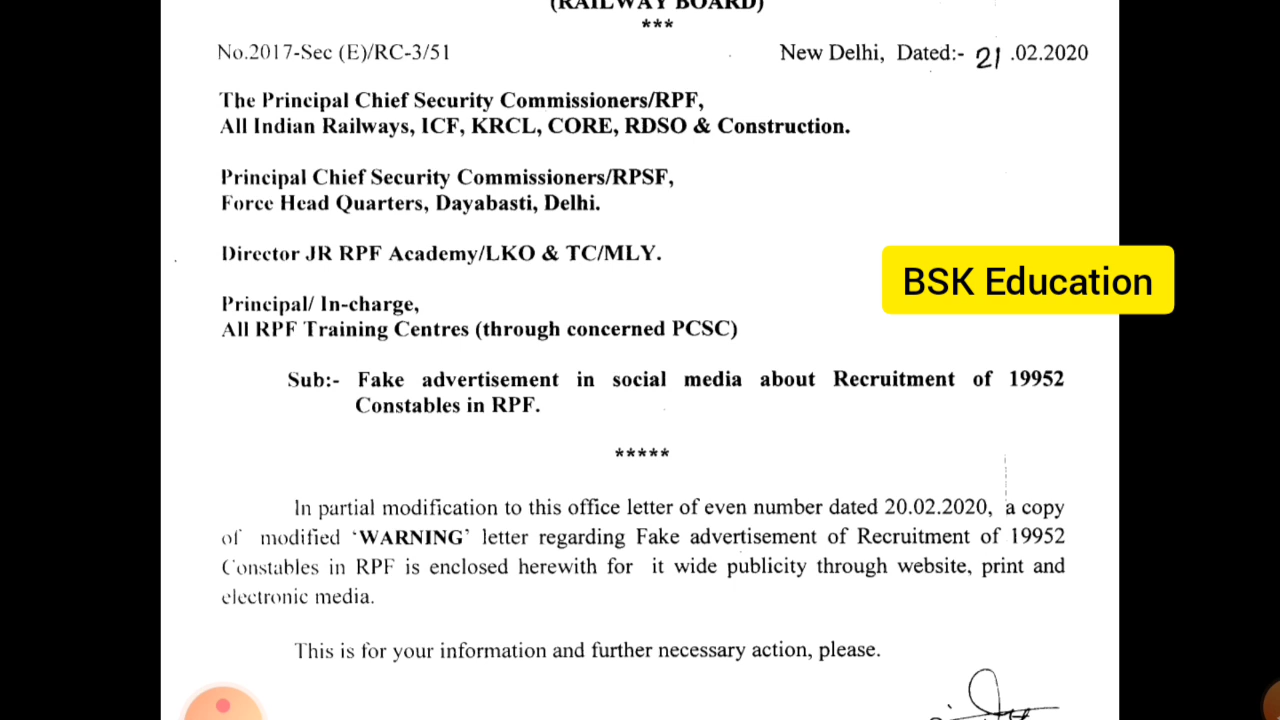 (RAILWAY BOARD)
***
No.2017-Sec (E)/RC-3/51 New Delhi, Dated:- 21 .02.2020
The Principal Chief Security Commissioners/RPF,
All Indian Railways, ICF, KRCL, CORE, RDSO & Construction.
Principal Chief Security Commissioners/RPSF,
Force Head Quarters, Dayabasti, Delhi.
Director JR RPF Academy/LKO & TC/MLY.
BSK Education
Principal/ In-charge,
All RPF Training Centres (through concerned PCSC)
Sub:- Fake advertisement in social media about Recruitment of 19952
Constables in RPF.
*****
In partial modification to this office letter of even number dated 20.02.2020, a copy
of modified ‘WARNING’ letter regarding Fake advertisement of Recruitment of 19952
Constables in RPF is enclosed herewith for it wide publicity through website, print and
electronic media.
This is for your information and further necessary action, please.